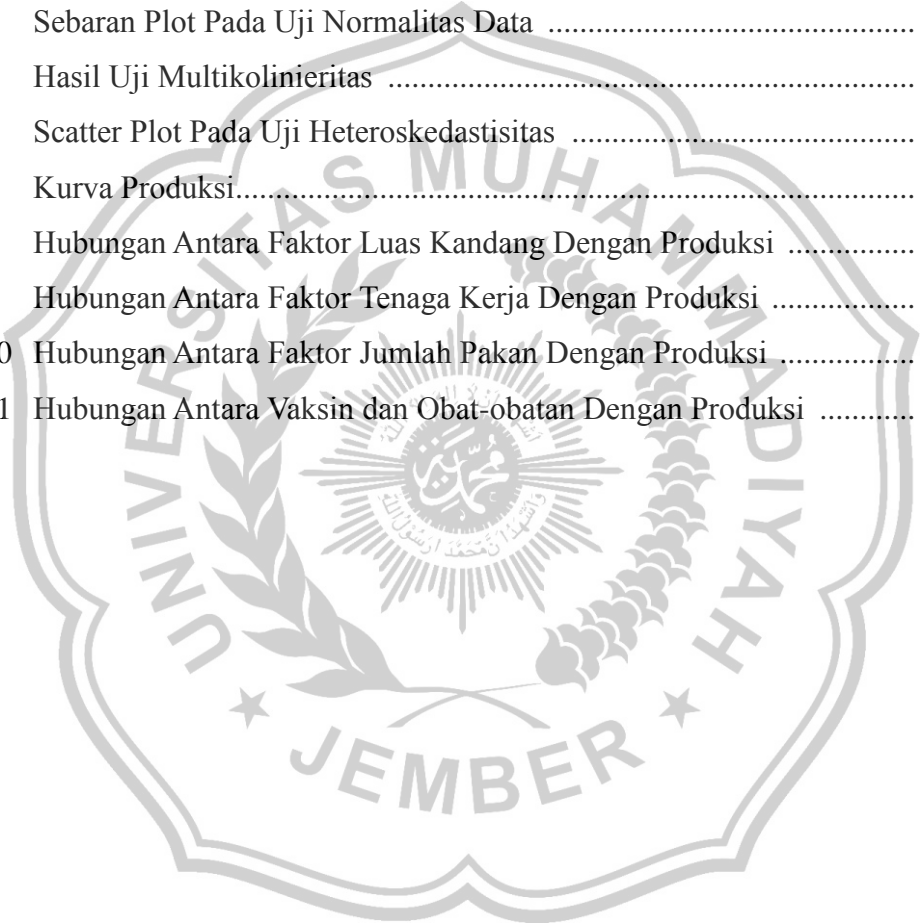 Sebaran Plot Pada Uji Normalitas Data ..............................................
Hasil Uji Multikolinieritas ..................................................................
Scatter Plot Pada Uji Heteroskedastisitas ..............................................
Kurva Produksi.....................................................................................
Hubungan Antara Faktor Luas Kandang Dengan Produksi ................
Hubungan Antara Faktor Tenaga Kerja Dengan Produksi ..................
0 Hubungan Antara Faktor Jumlah Pakan Dengan Produksi .................
1 Hubungan Antara Vaksin dan Obat-obatan Dengan Produksi ............
UNIVERSITAS MUHAMMADIYAH
JEMBER